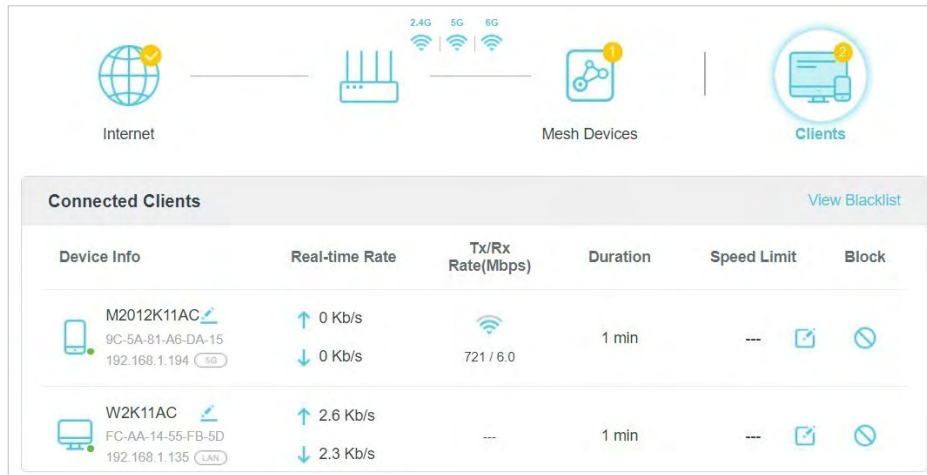 2.4G 5G 6G
1
2
Internet
Mesh Devices
Clients
Connected Clients
View Blacklist
Device Info
Real-time Rate
Tx/Rx
Rate(Mbps)
Duration
Speed Limit
Block
M2012K11AC
9C-5A-81-A6-DA-15
192.168.1.194 5G
0 Kb/s
0 Kb/s
721 / 6.0
1 min
---
W2K11AC
FC-AA-14-55-FB-5D
192.168.1.135 LAN
2.6 Kb/s
2.3 Kb/s
---
1 min
---